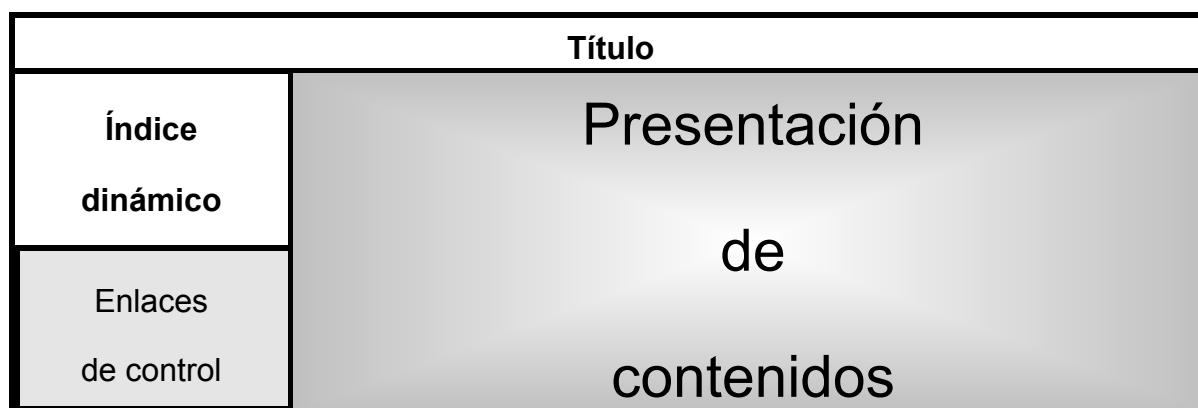 Título
Índice
dinámico
Enlaces
de control
Presentación
de
contenidos